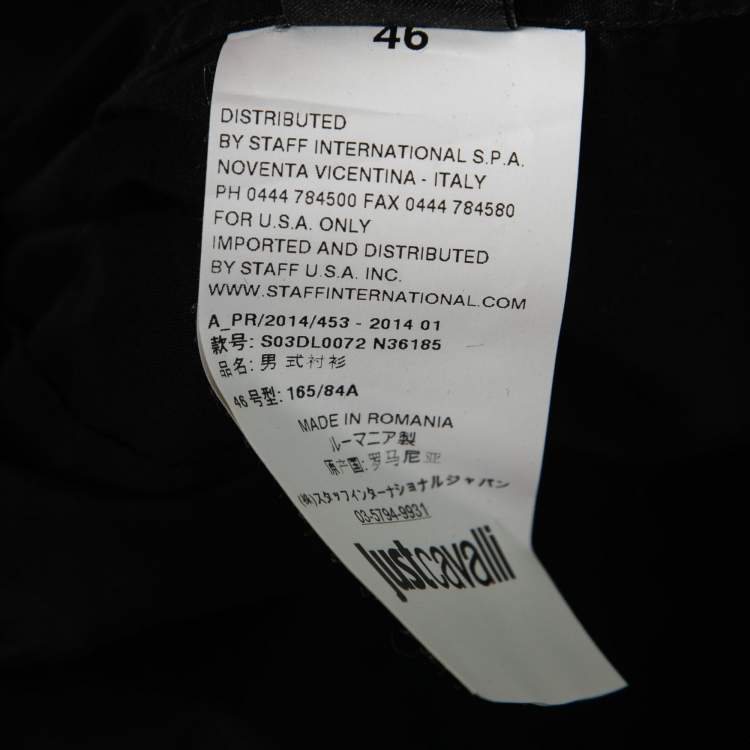 46
DISTRIBUTED
BY STAFF INTERNATIONAL S.P.A.
NOVENTA VICENTINA - ITALY
PH 0444 784500 FAX 0444 784580
FOR U.S.A. ONLY
IMPORTED AND DISTRIBUTED
BY STAFF U.S.A. INC.
WWW.STAFFINTERNATIONAL.COM
A_PR/2014/453 - 2014 01
款号: S03DL0072 N36185
品名: 男 式衬衫
46号型: 165/84A
MADE IN ROMANIA
ルーマニア製
原产国: 罗马尼亚
(株)スタッフインターナショナルジャパン
03-5794-9931
justcavalli